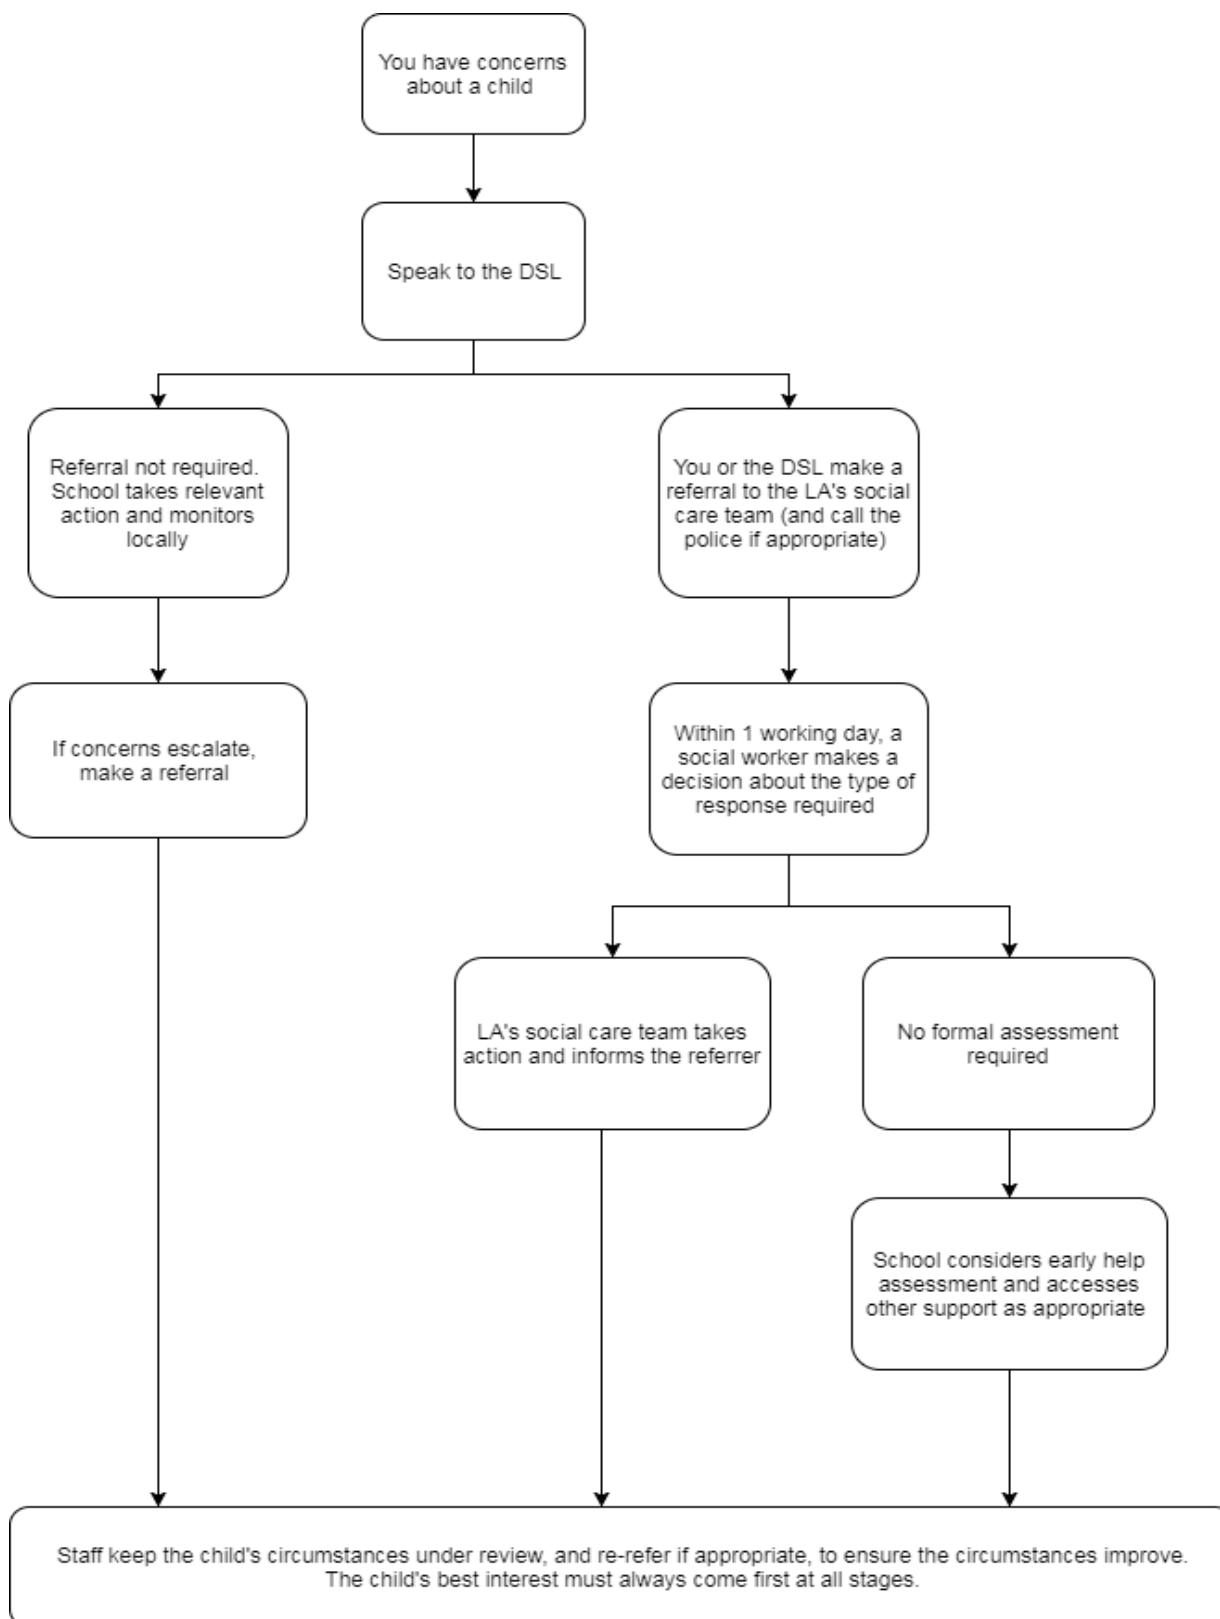 You have concerns
about a child
Speak to the DSL
Referral not required.
School takes relevant
action and monitors
locally
You or the DSL make a
referral to the LA's social
care team (and call the
police if appropriate)
If concerns escalate,
make a referral
Within 1 working day, a
social worker makes a
decision about the type of
response required
LA's social care team takes
action and informs the referrer
No formal assessment
required
School considers early help
assessment and accesses
other support as appropriate
Staff keep the child's circumstances under review, and re-refer if appropriate, to ensure the circumstances improve.
The child's best interest must always come first at all stages.